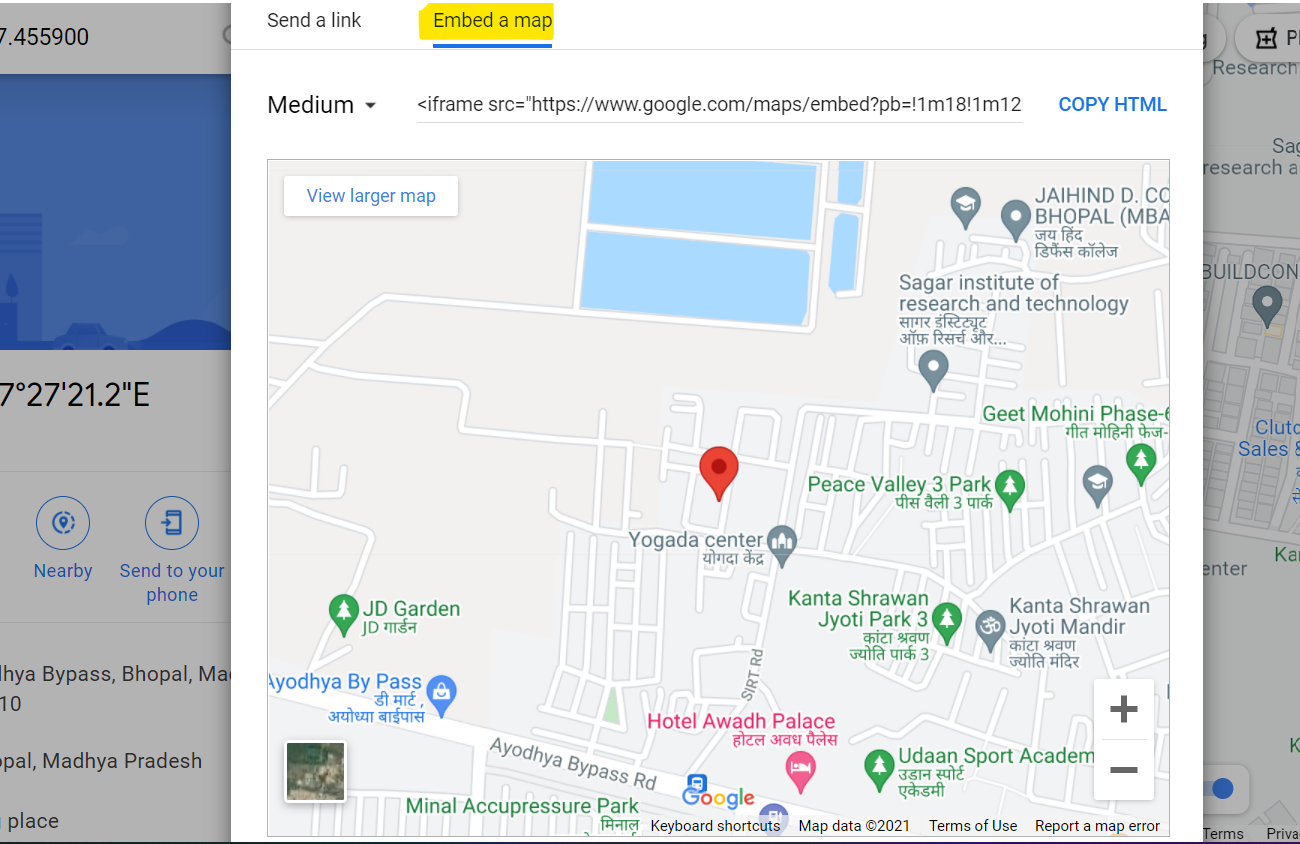 Send a link
Embed a map
7.455900
Medium
<iframe src="https://www.google.com/maps/embed?pb=!1m18!1m12!
COPY HTML
View larger map
JAIHIND D. CO
BHOPAL (MBA
जय हिंद
डिफैंस कॉलेज
Sagar institute of
research and technology
सागर इंस्टिट्यूट
ऑफ़ रिसर्च और...
Geet Mohini Phase-6
गीत मोहिनी फेज-
Peace Valley 3 Park
पीस वैली 3 पार्क
Yogada center
योगदा केंद्र
Kanta Shrawan
Jyoti Park 3
कांटा श्रवण
ज्योति पार्क 3
Kanta Shrawan
Jyoti Mandir
कांटा श्रवण
ज्योति मंदिर
JD Garden
JD गार्डन
Ayodhya By Pass
डी मार्ट ,
अयोध्या बाईपास
SIRT Rd
Hotel Awadh Palace
होटल अवध पैलेस
Ayodhya Bypass Rd
Udaan Sport Academ
उड़ान स्पोर्ट
एकेडमी
Minal Accupressure Park
मिनाल
Google
Keyboard shortcuts
Map data ©2021
Terms of Use
Report a map error
7°27'21.2"E
Nearby
Send to your
phone
dhya Bypass, Bhopal, Ma
10
opal, Madhya Pradesh
place
Research
Sag
research a
BUILDCON
Clutc
Sales &
enter
Kar
Terms
Priva